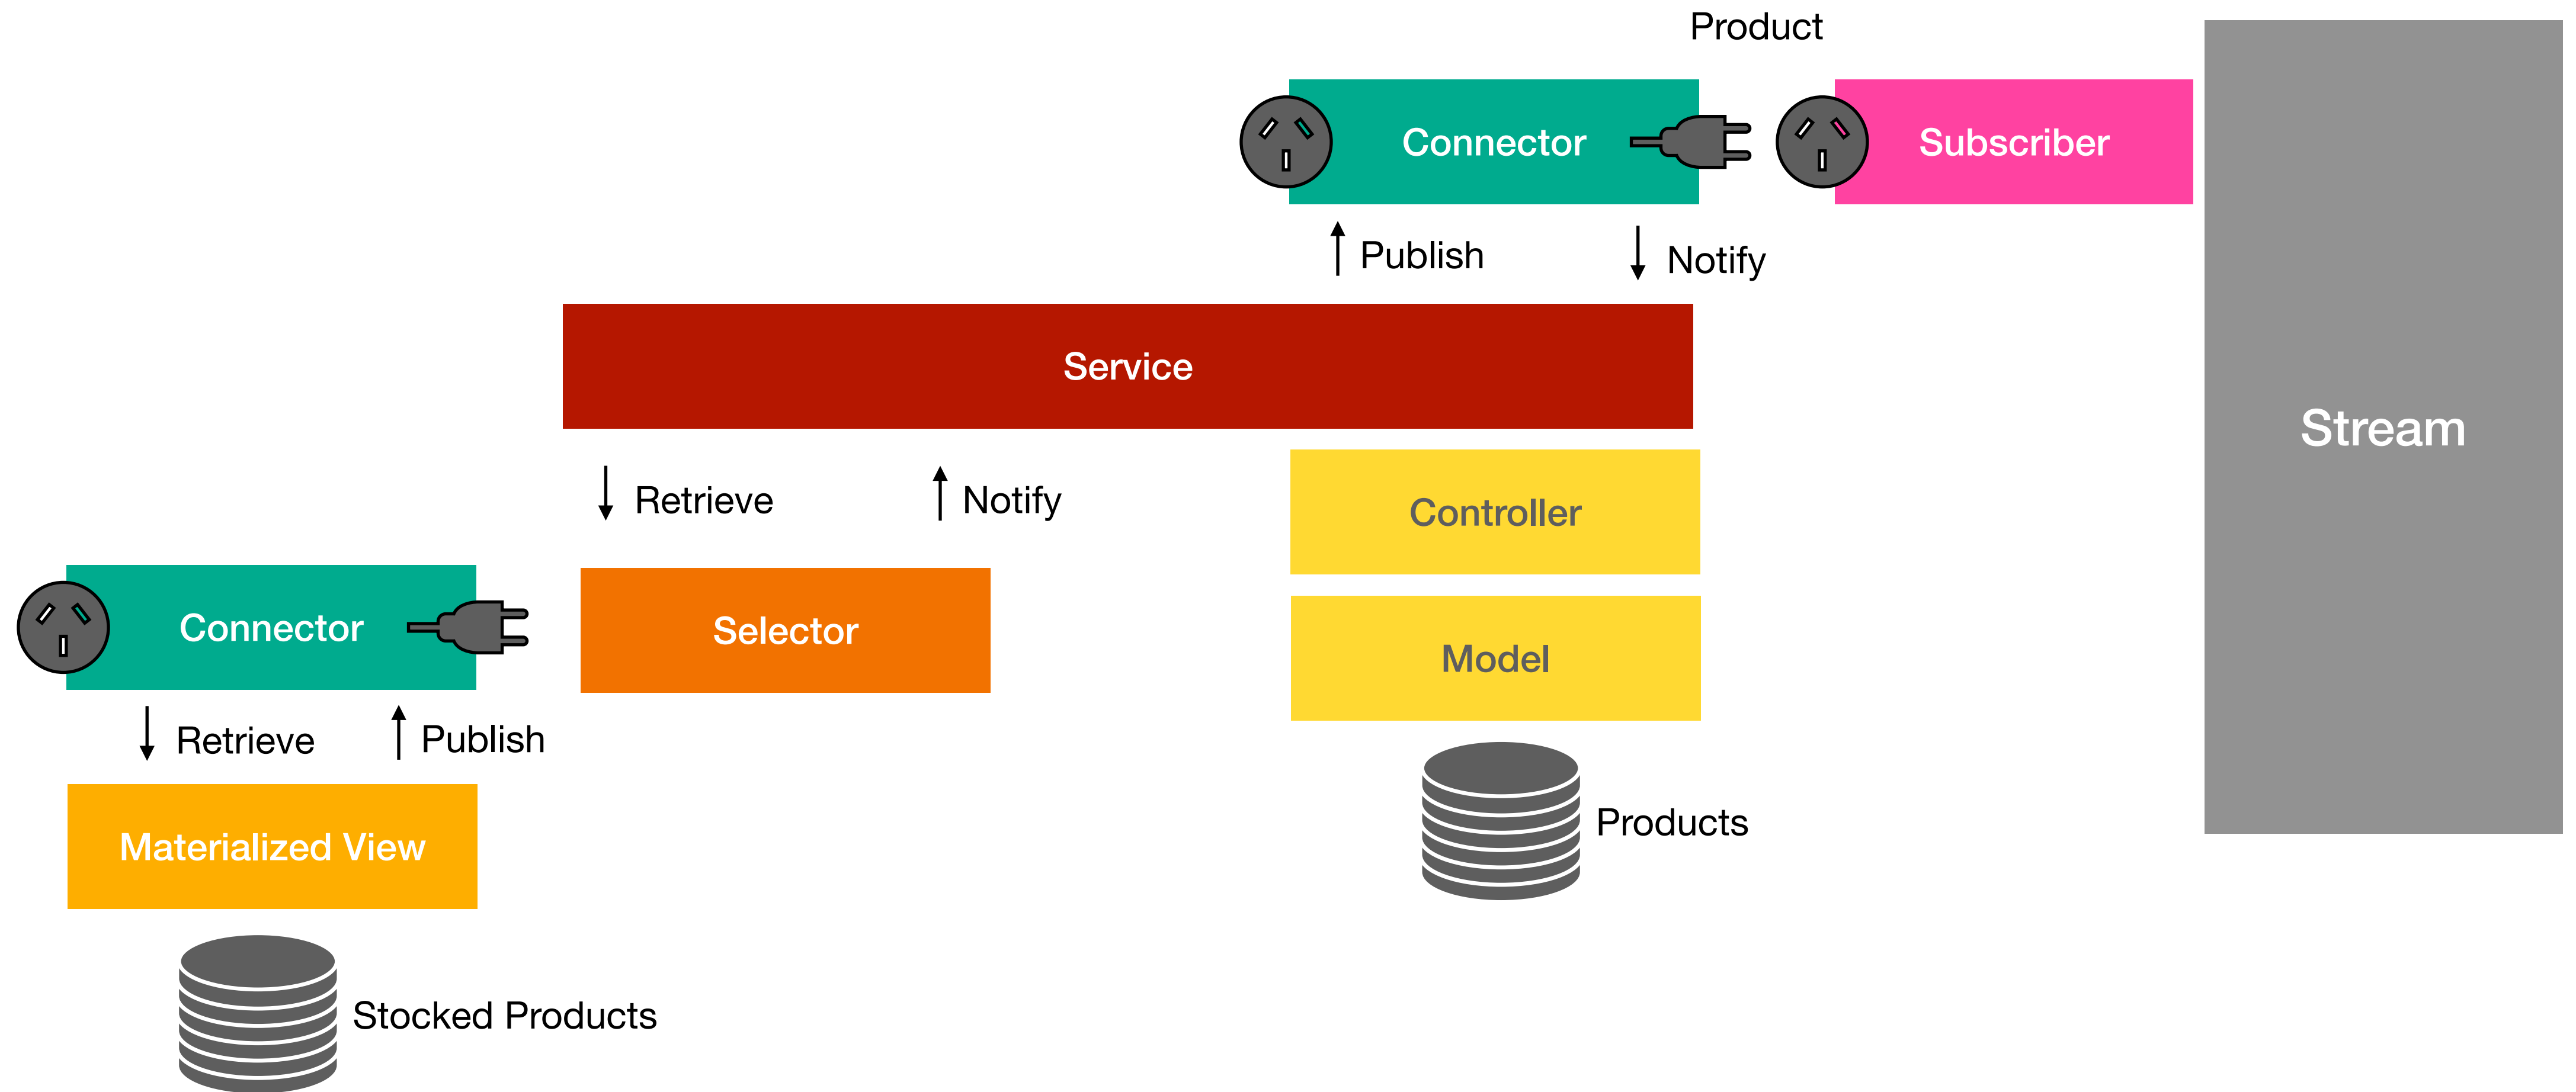 Product
Connector
Subscriber
Publish
Notify
Service
Stream
Retrieve
Notify
Controller
Connector
Selector
Model
Retrieve
Publish
Products
Materialized View
Stocked Products